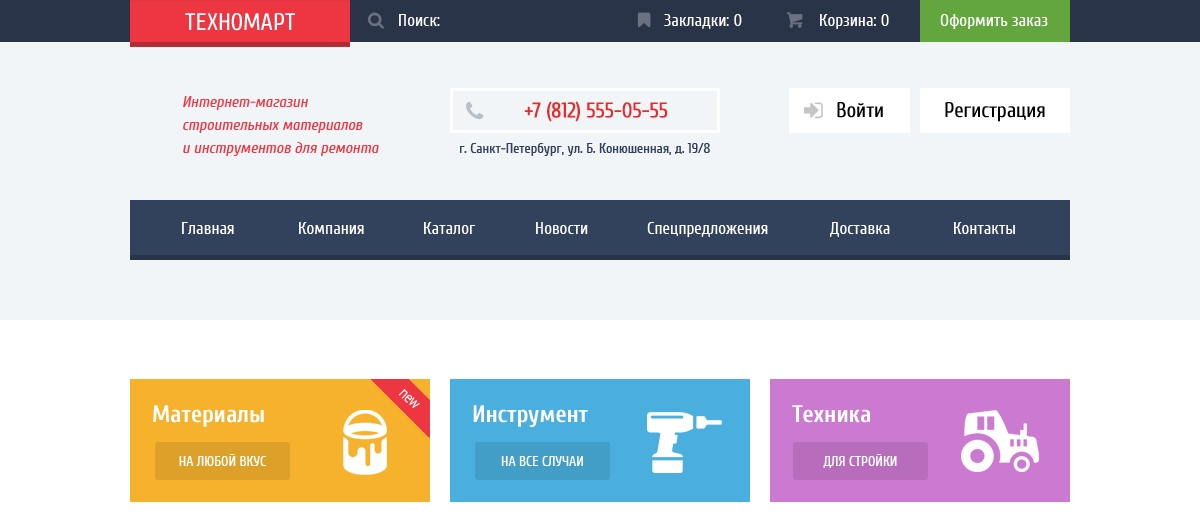 ТЕХНОМАРТ
Поиск:
Закладки: 0
Корзина: 0
Оформить заказ
Интернет-магазин
строительных материалов
и инструментов для ремонта
+7 (812) 555-05-55
г. Санкт-Петербург, ул. Б. Конюшенная, д. 19/8
Войти
Регистрация
Главная
Компания
Каталог
Новости
Спецпредложения
Доставка
Контакты
Материалы
НА ЛЮБОЙ ВКУС
new
Инструмент
НА ВСЕ СЛУЧАИ
Техника
ДЛЯ СТРОЙКИ